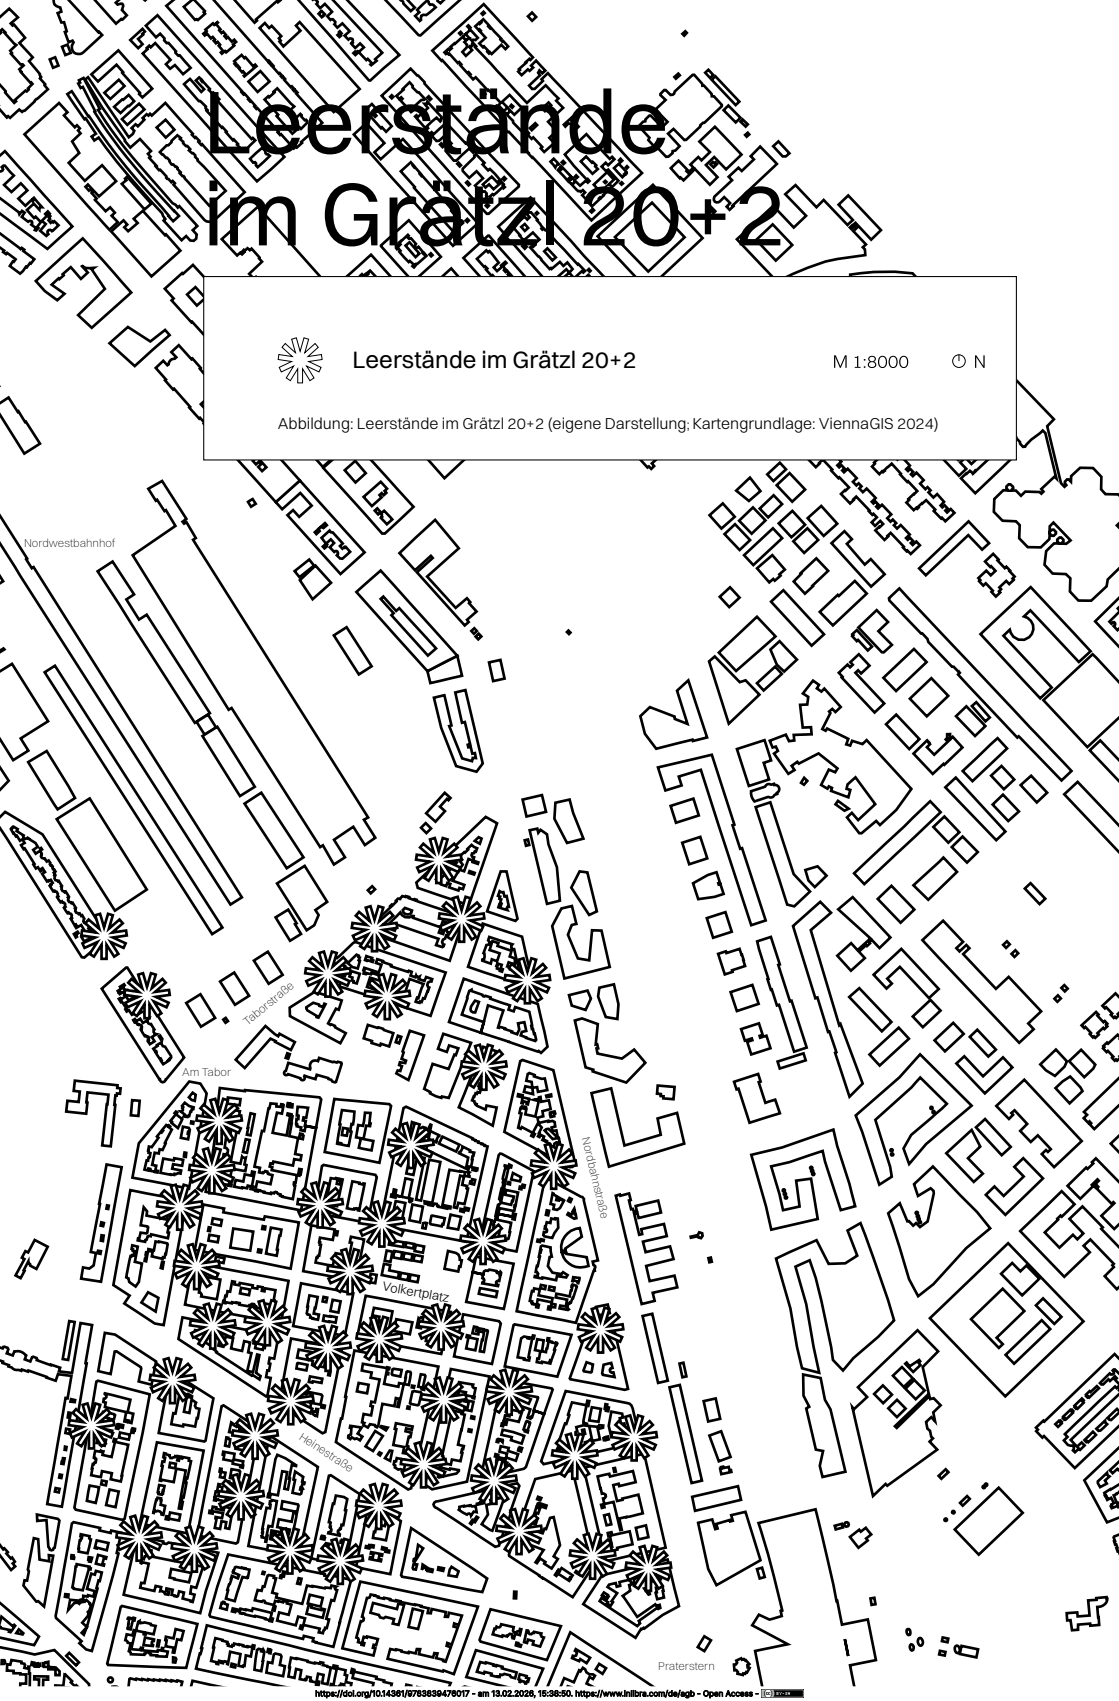 Leerstände
im Grätzl 20+2
Leerstände im Grätzl 20+2
M 1:8000
N
Abbildung: Leerstände im Grätzl 20+2 (eigene Darstellung; Kartengrundlage: ViennaGIS 2024)
Nordwestbahnhof
Taborstraße
Am Tabor
Nordbahnstraße
Volkertplatz
Heinestraße
Praterstern
https://doi.org/10.14361/9783839476017 - am 13.02.2026, 15:38:50. https://www.inlibra.com/de/agb - Open Access -